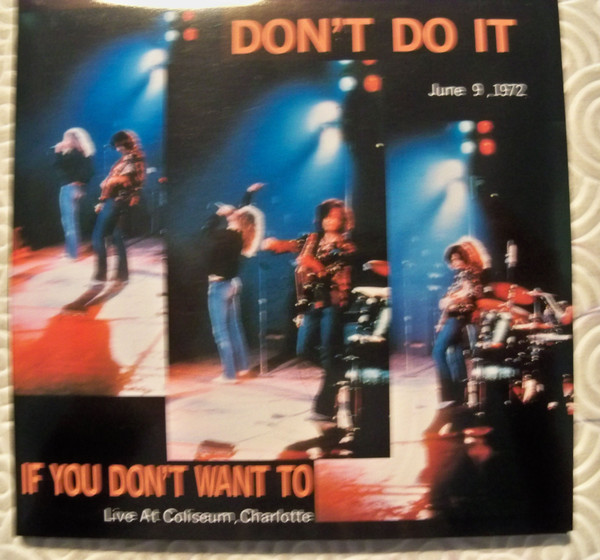 DON'T DO IT
June 9,1972
IF YOU DON'T WANT TO
Live At Coliseum,Charlotte